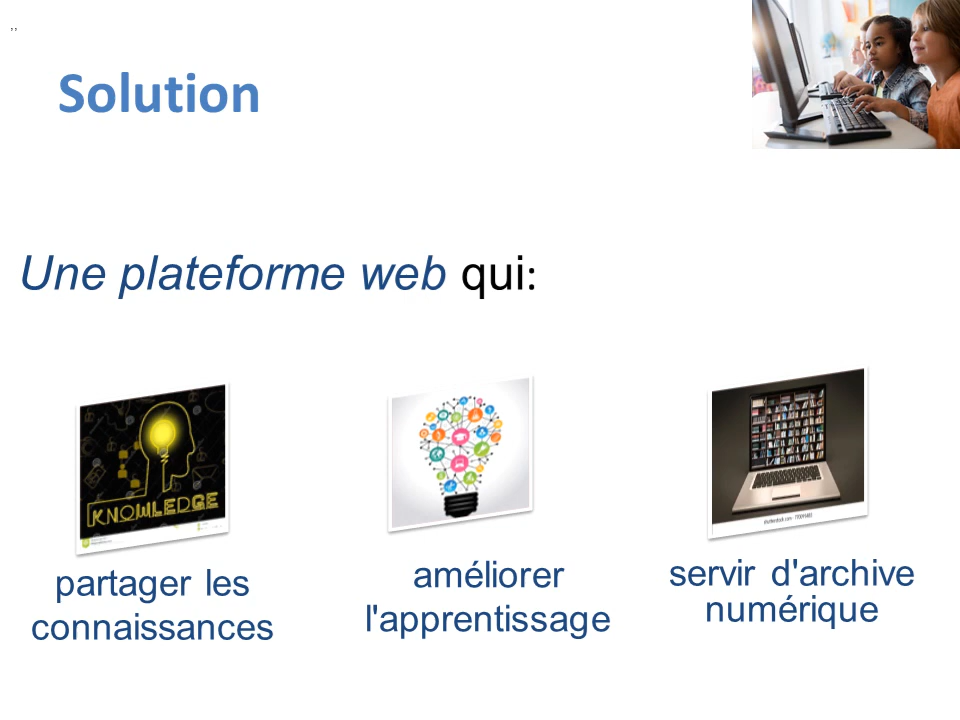 ,,
Solution
Une plateforme web qui:
KNOWLEDGE
partager les
connaissances
améliorer
l'apprentissage
servir d'archive
numérique